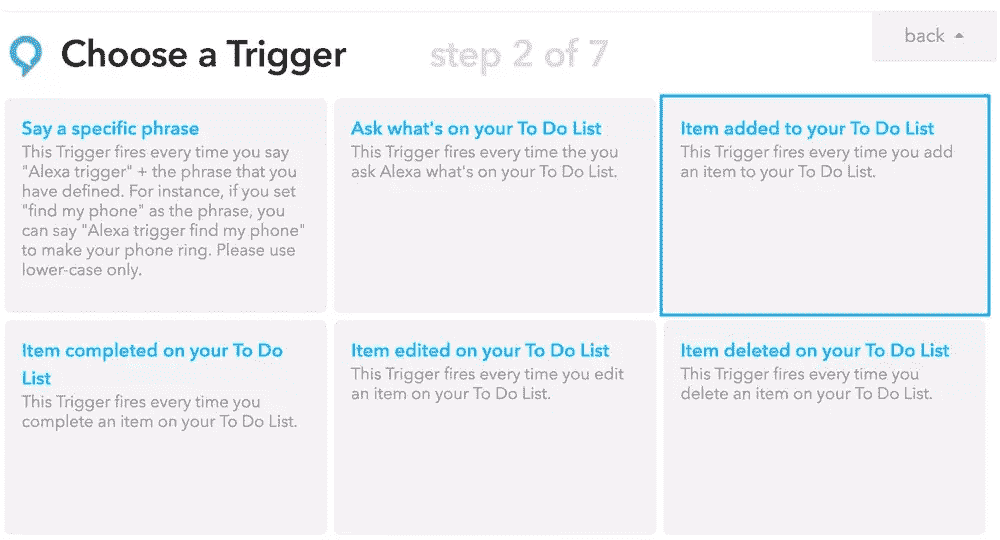 Choose a Trigger
step 2 of 7
back
Say a specific phrase
This Trigger fires every time you say
"Alexa trigger" + the phrase that you
have defined. For instance, if you set
"find my phone" as the phrase, you
can say "Alexa trigger find my phone"
to make your phone ring. Please use
lower-case only.
Ask what's on your To Do List
This Trigger fires every time the you
ask Alexa what's on your To Do List.
Item added to your To Do List
This Trigger fires every time you add
an item to your To Do List.
Item completed on your To Do
List
This Trigger fires every time you
complete an item on your To Do List.
Item edited on your To Do List
This Trigger fires every time you edit
an item on your To Do List.
Item deleted on your To Do List
This Trigger fires every time you
delete an item on your To Do List.